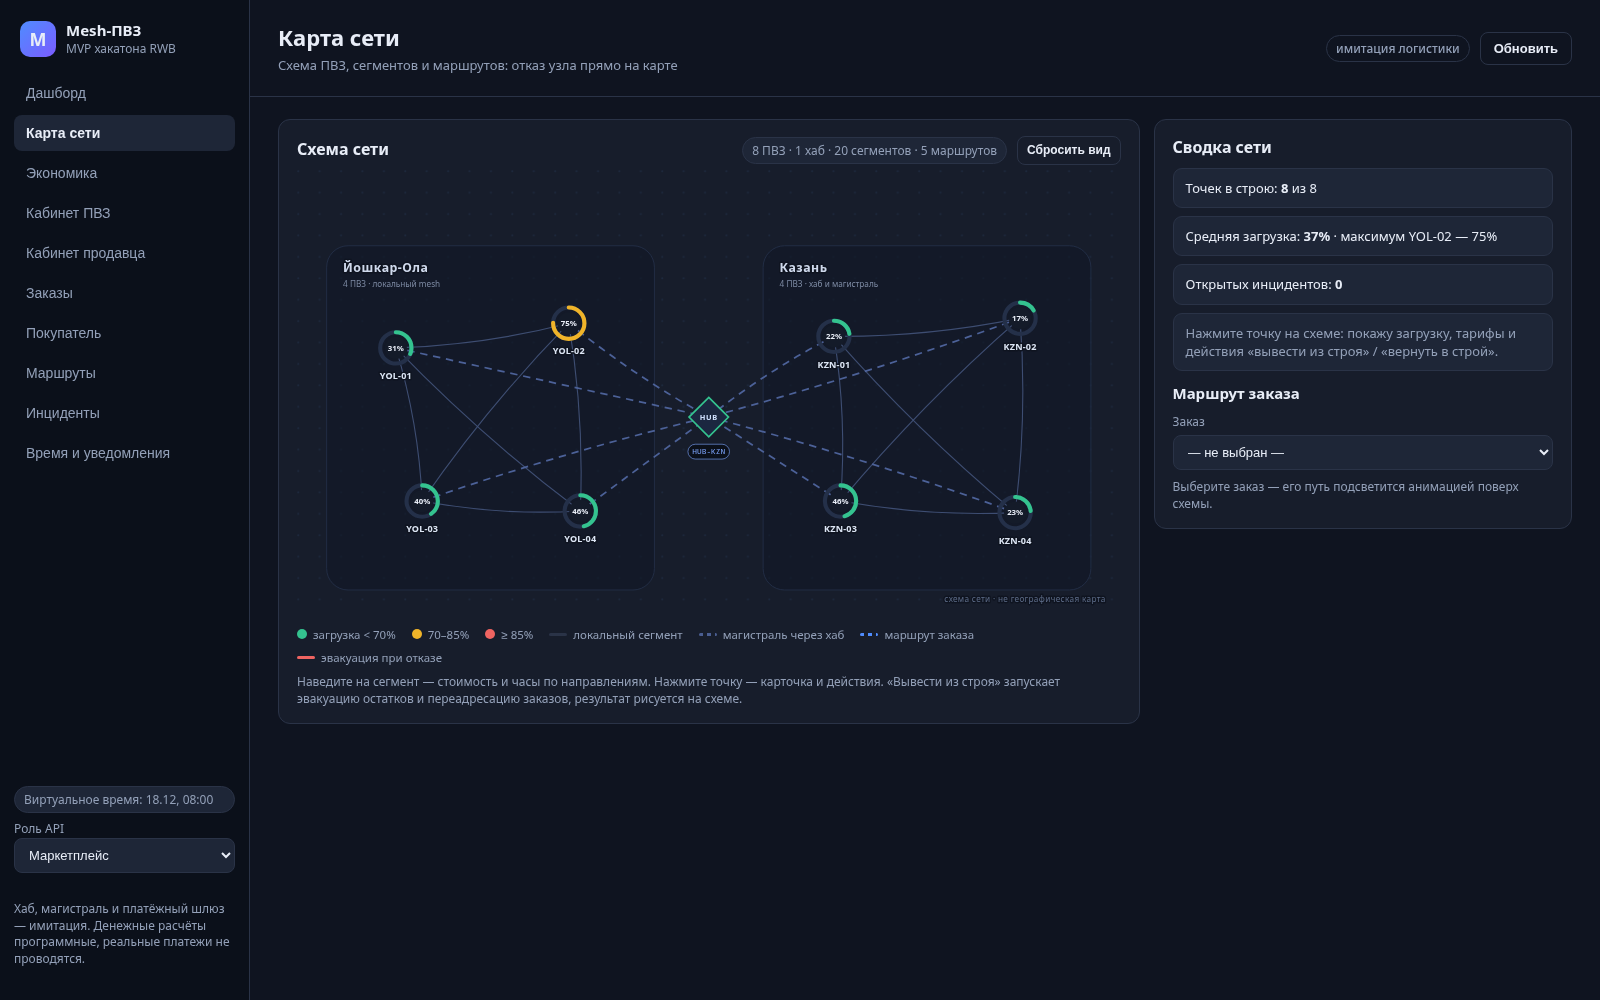 M
Mesh-ПВЗ
MVP хакатона RWB
Дашборд
Карта сети
Экономика
Кабинет ПВЗ
Кабинет продавца
Заказы
Покупатель
Маршруты
Инциденты
Время и уведомления
Виртуальное время: 18.12, 08:00
Роль API
Маркетплейс
Хаб, магистраль и платёжный шлюз
— имитация. Денежные расчёты
программные, реальные платежи не
проводятся.
Карта сети
Схема ПВЗ, сегментов и маршрутов: отказ узла прямо на карте
имитация логистики
Обновить
Схема сети
8 ПВЗ · 1 хаб · 20 сегментов · 5 маршрутов
Сбросить вид
Йошкар-Ола
4 ПВЗ · локальный mesh
31%
YOL-01
75%
YOL-02
40%
YOL-03
46%
YOL-04
HUB
HUB-KZN
Казань
4 ПВЗ · хаб и магистраль
22%
KZN-01
17%
KZN-02
46%
KZN-03
23%
KZN-04
схема сети · не географическая карта
загрузка < 70%
70–85%
≥ 85%
локальный сегмент
магистраль через хаб
маршрут заказа
эвакуация при отказе
Наведите на сегмент — стоимость и часы по направлениям. Нажмите точку — карточка и действия. «Вывести из строя» запускает
эвакуацию остатков и переадресацию заказов, результат рисуется на схеме.
Сводка сети
Точек в строю: 8 из 8
Средняя загрузка: 37% · максимум YOL-02 — 75%
Открытых инцидентов: 0
Нажмите точку на схеме: покажу загрузку, тарифы и
действия «вывести из строя» / «вернуть в строй».
Маршрут заказа
Заказ
— не выбран —
Выберите заказ — его путь подсветится анимацией поверх
схемы.